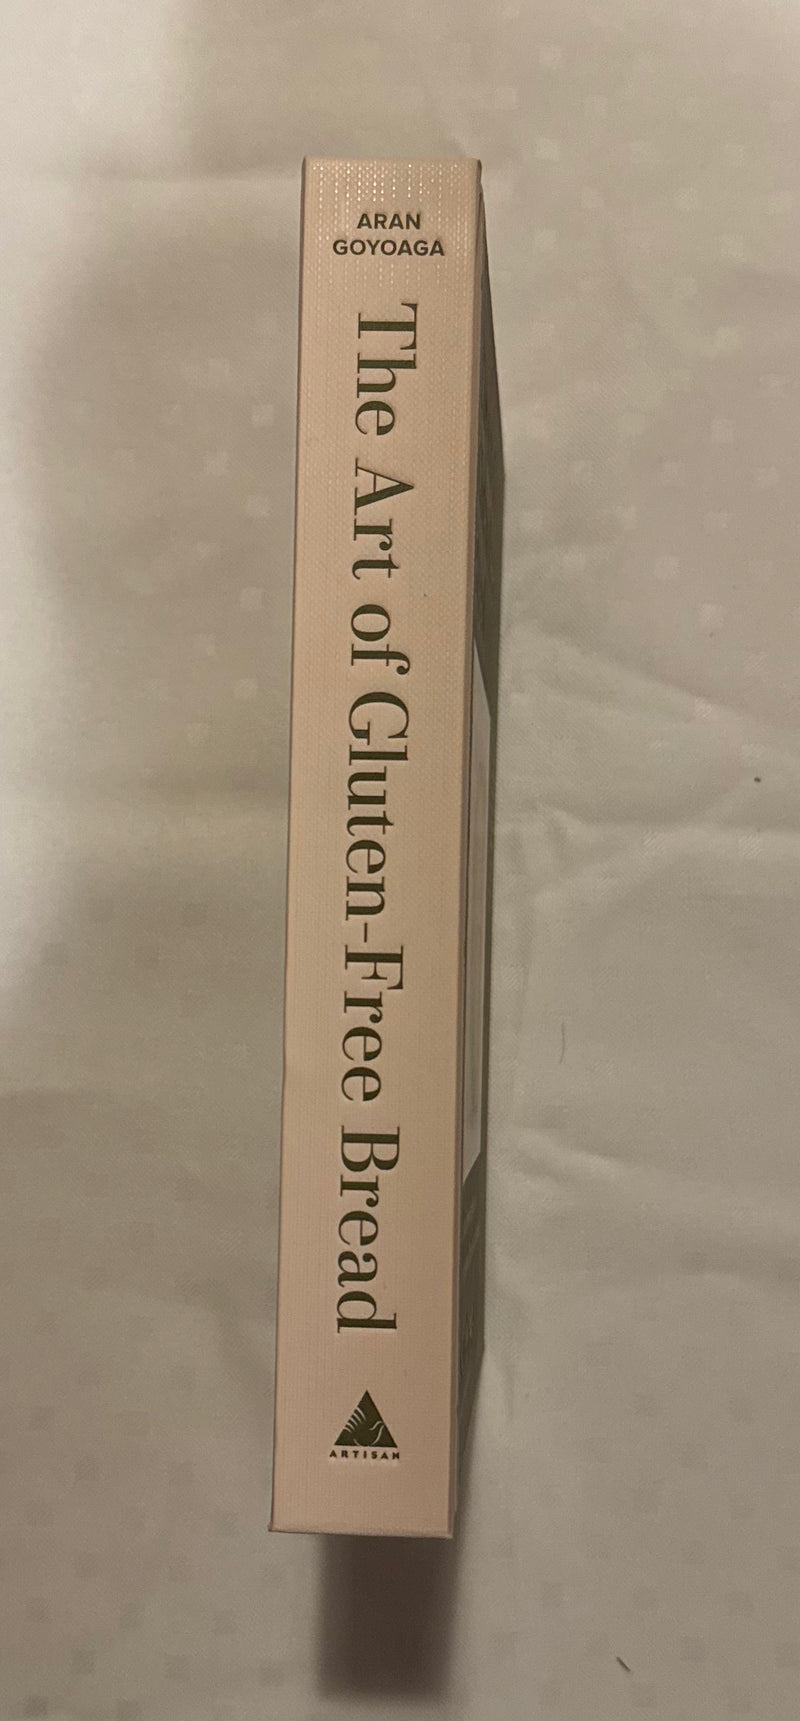 ARAN
GOYOAGA
The Art of Gluten-Free Bread
ARTISAN